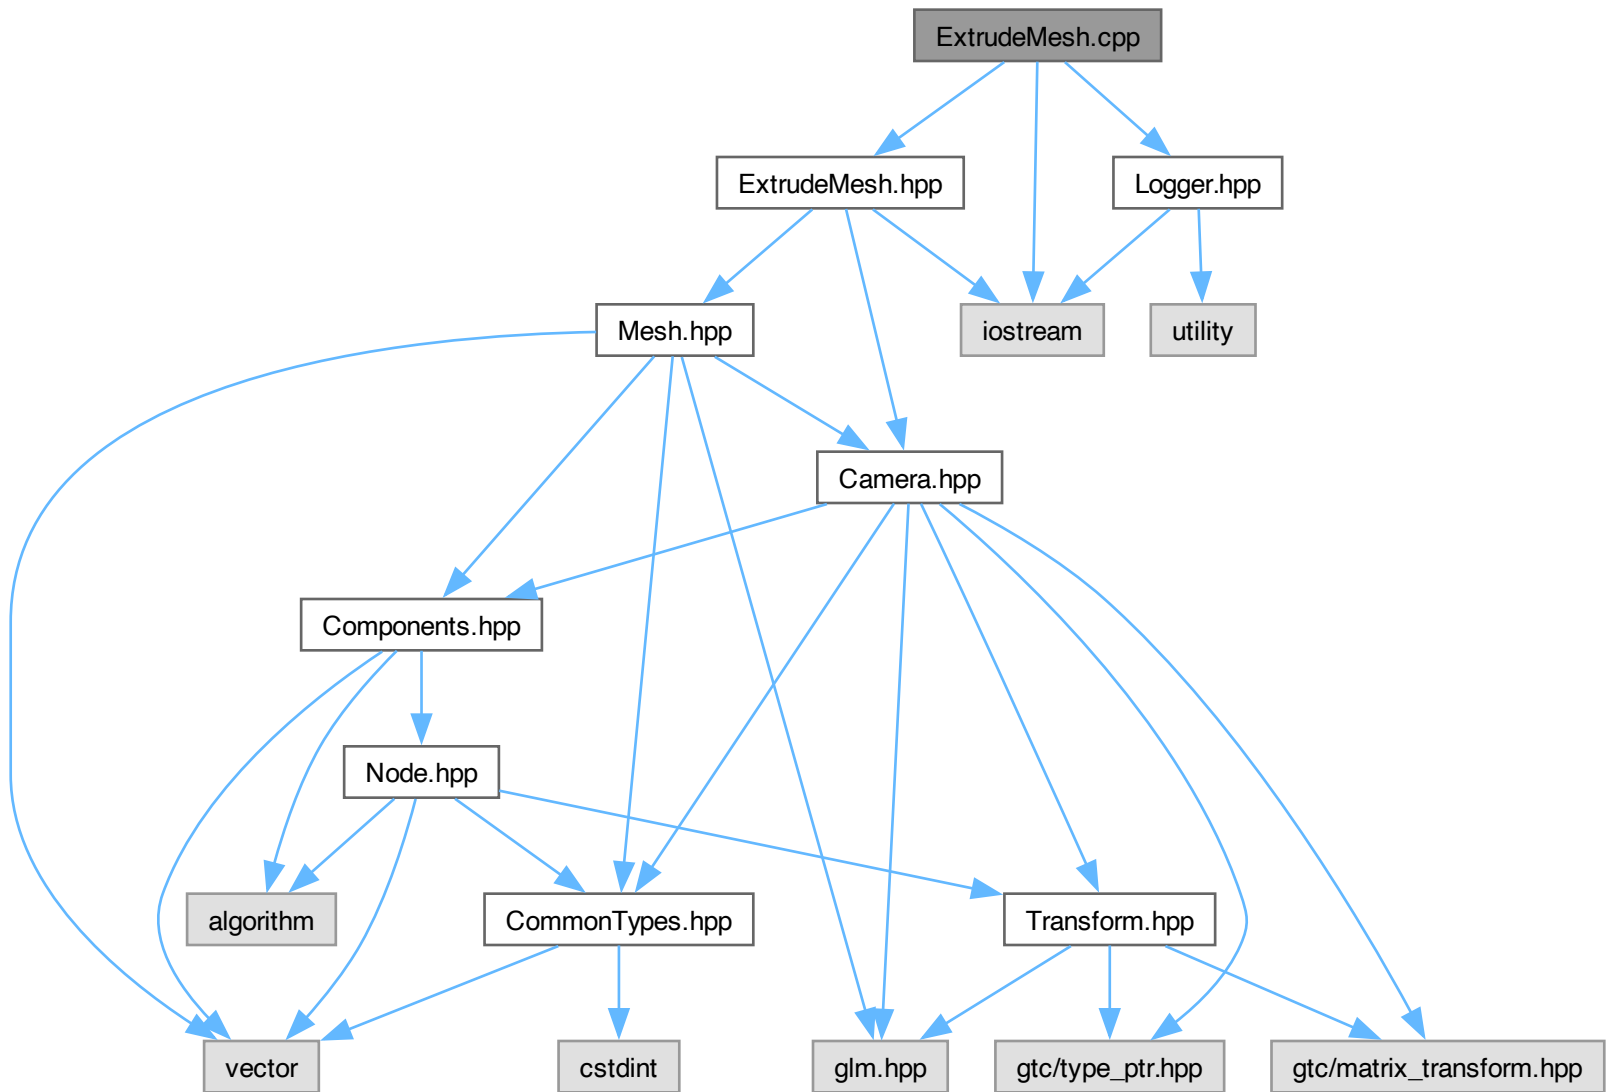 ExtrudeMesh.cpp
ExtrudeMesh.hpp
Logger.hpp
Mesh.hpp
iostream
utility
Camera.hpp
Components.hpp
Node.hpp
algorithm
CommonTypes.hpp
Transform.hpp
vector
cstdint
glm.hpp
gtc/type_ptr.hpp
gtc/matrix_transform.hpp